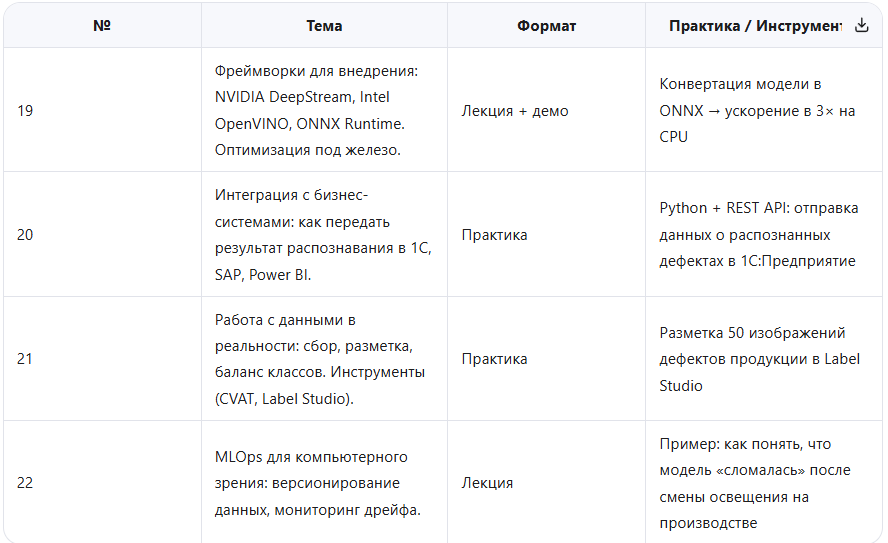 № Тема Формат Практика / Инструмент
19
Фреймворки для внедрения:
NVIDIA DeepStream, Intel
OpenVINO, ONNX Runtime.
Оптимизация под железо.
Лекция + демо
Конвертация модели в
ONNX → ускорение в 3× на
CPU
20
Интеграция с бизнес-
системами: как передать
результат распознавания в 1С,
SAP, Power BI.
Практика
Python + REST API: отправка
данных о распознанных
дефектах в 1С:Предприятие
21
Работа с данными в
реальности: сбор, разметка,
баланс классов. Инструменты
(CVAT, Label Studio).
Практика
Разметка 50 изображений
дефектов продукции в Label
Studio
22
MLOps для компьютерного
зрения: версионирование
данных, мониторинг дрейфа.
Лекция
Пример: как понять, что
модель «сломалась» после
смены освещения на
производстве